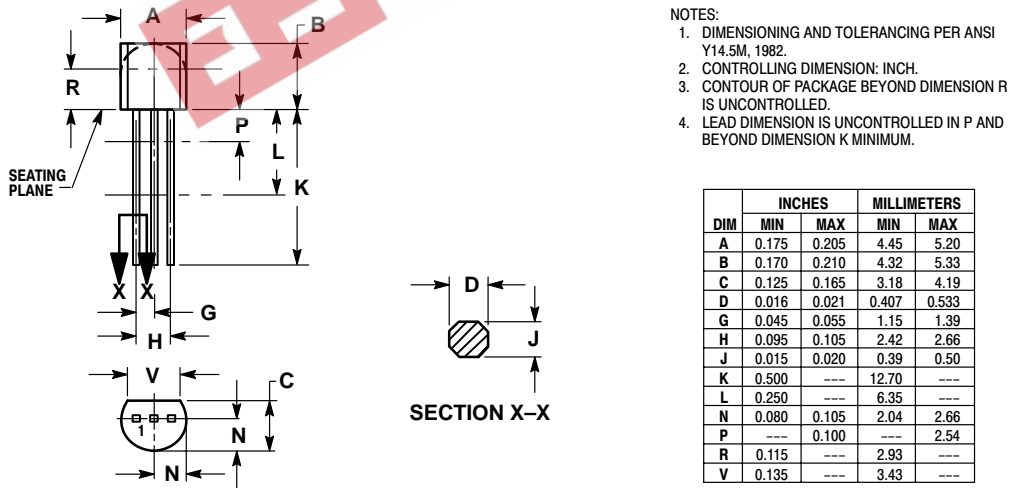 A
B
R
P
L
K
SEATING
PLANE
X X
G
H
V
C
1
N
N
D
J
SECTION X–X
NOTES:
1. DIMENSIONING AND TOLERANCING PER ANSI
Y14.5M, 1982.
2. CONTROLLING DIMENSION: INCH.
3. CONTOUR OF PACKAGE BEYOND DIMENSION R
IS UNCONTROLLED.
4. LEAD DIMENSION IS UNCONTROLLED IN P AND
BEYOND DIMENSION K MINIMUM.
INCHES MILLIMETERS
DIM MIN MAX MIN MAX
A 0.175 0.205 4.45 5.20
B 0.170 0.210 4.32 5.33
C 0.125 0.165 3.18 4.19
D 0.016 0.021 0.407 0.533
G 0.045 0.055 1.15 1.39
H 0.095 0.105 2.42 2.66
J 0.015 0.020 0.39 0.50
K 0.500 --- 12.70 ---
L 0.250 --- 6.35 ---
N 0.080 0.105 2.04 2.66
P --- 0.100 --- 2.54
R 0.115 --- 2.93 ---
V 0.135 --- 3.43 ---